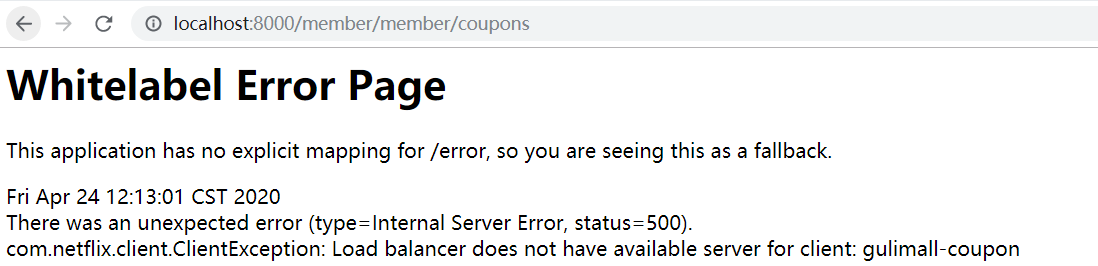 localhost:8000/member/member/coupons
Whitelabel Error Page
This application has no explicit mapping for /error, so you are seeing this as a fallback.
Fri Apr 24 12:13:01 CST 2020
There was an unexpected error (type=Internal Server Error, status=500).
com.netflix.client.ClientException: Load balancer does not have available server for client: gulimall-coupon